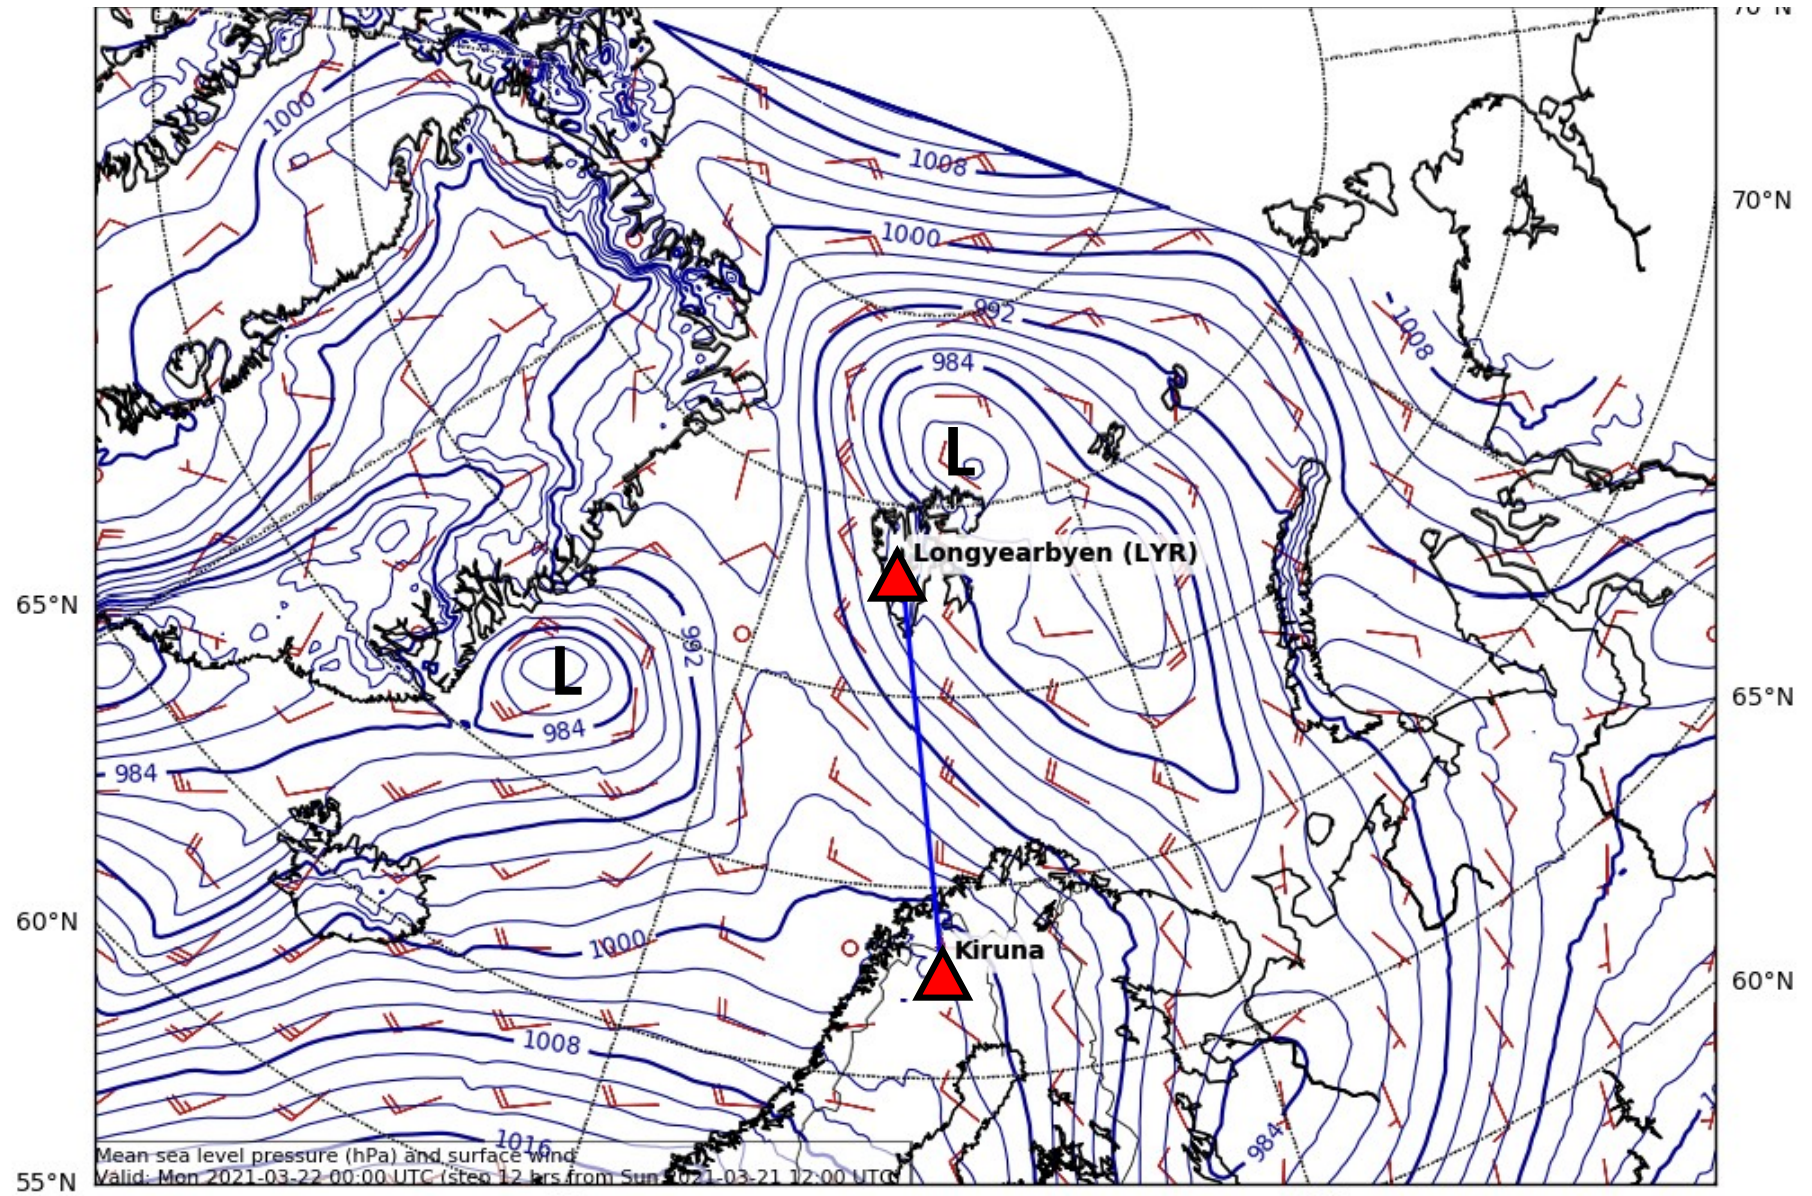 70°N
1000
1008
70°N
1000
992
1008
984
L
Longyearbyen (LYR)
65°N
992
L
65°N
984
984
60°N
1000
Kiruna
60°N
1008
984
1016
Mean sea level pressure (hPa) and surface wind
Valid: Mon 2021-03-22 00:00 UTC (step 12 hrs from Sun 2021-03-21 12:00 UTC)
55°N